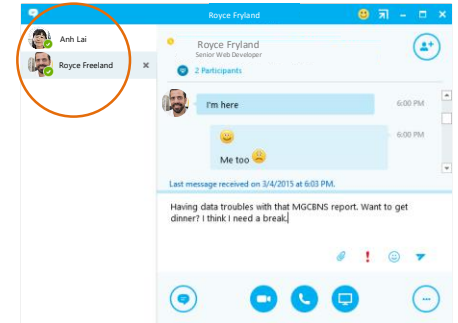 Royce Fryland
Anh Lai
Royce Freeland
Royce Fryland
Senior Web Developer
2 Participants
I'm here
6:00 PM
6:00 PM
Me too
Last message received on 3/4/2015 at 6:03 PM.
Having data troubles with that MGCBNS report. Want to get
dinner? I think I need a break.